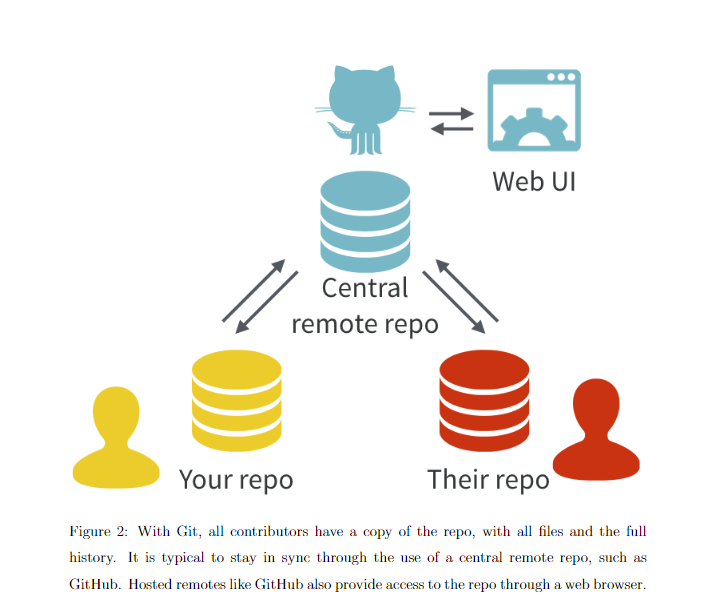 Web UI
Central
remote repo
Your repo
Their repo
Figure 2: With Git, all contributors have a copy of the repo, with all files and the full
history. It is typical to stay in sync through the use of a central remote repo, such as
GitHub. Hosted remotes like GitHub also provide access to the repo through a web browser.